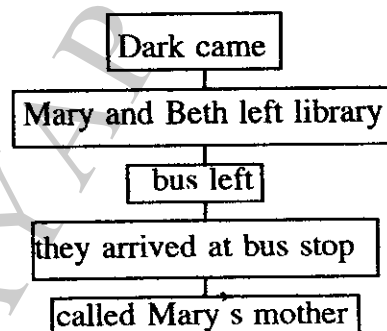 Dark came
Mary and Beth left library
bus left
they arrived at bus stop
called Mary s mother